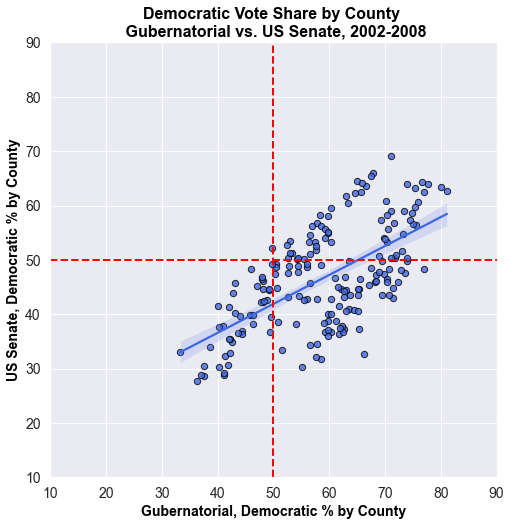 Democratic Vote Share by County
Gubernatorial vs. US Senate, 2002-2008
90
80
70
60
50
40
30
20
10
US Senate, Democratic % by County
10 20 30 40 50 60 70 80 90
Gubernatorial, Democratic % by County